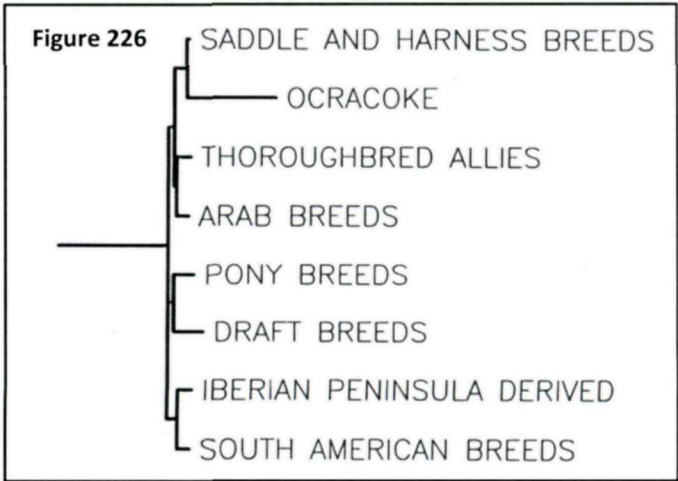 Figure 226
SADDLE AND HARNESS BREEDS
OCRACOKE
THOROUGHBRED ALLIES
ARAB BREEDS
PONY BREEDS
DRAFT BREEDS
IBERIAN PENINSULA DERIVED
SOUTH AMERICAN BREEDS